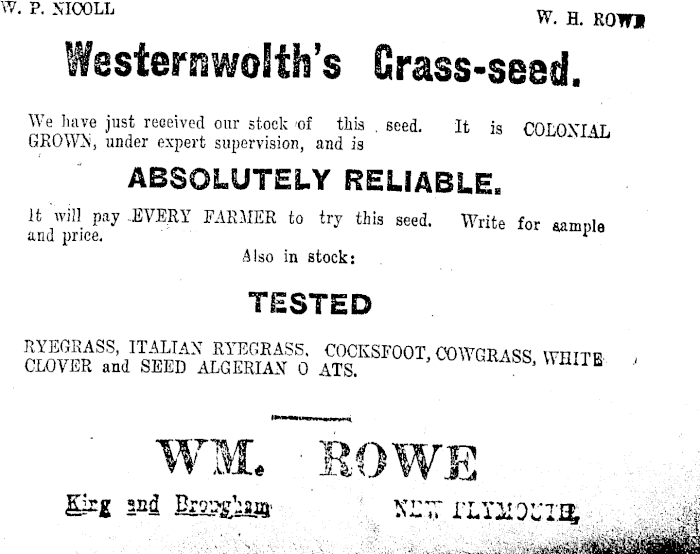 W. P. NICOLL
W. H. ROWE
Westernwolth's Grass-seed.
We have just received our stock of this seed. It is COLONIAL
GROWN, under expert supervision, and is
ABSOLUTELY RELIABLE.
It will pay EVERY FARMER to try this seed. Write for sample
and price.
Also in stock:
TESTED
RYEGRASS, ITALIAN RYEGRASS, COCKSFOOT, COWGRASS, WHITE
CLOVER and SEED ALGERIAN O ATS.
WM. ROWE
King and Brougham
NEW PLYMOUTH,